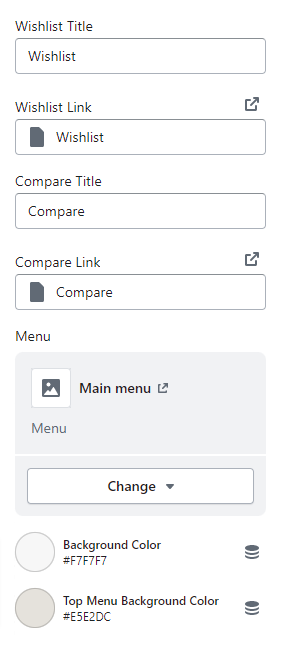 Wishlist Title
Wishlist
Wishlist Link
Wishlist
Compare Title
Compare
Compare Link
Compare
Menu
Main menu
Menu
Change
Background Color
#F7F7F7
Top Menu Background Color
#E5E2DC